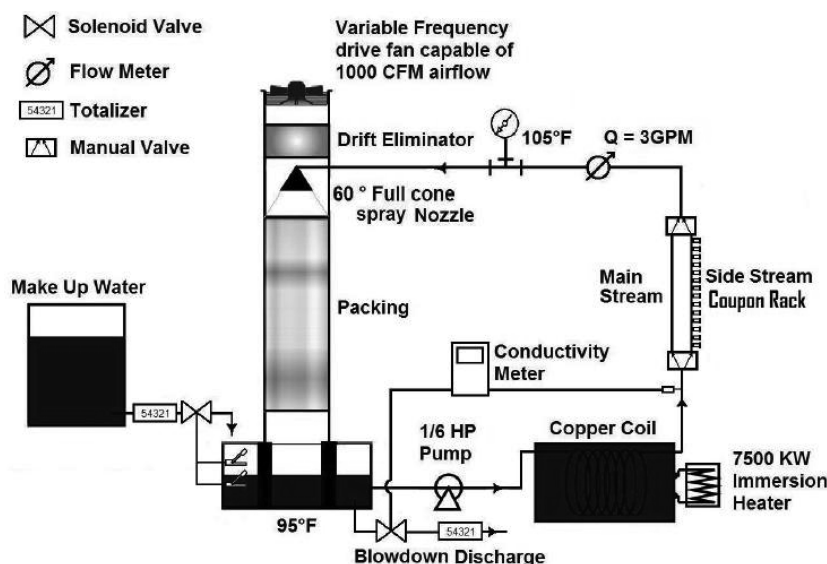 Solenoid Valve
Flow Meter
54321 Totalizer
Manual Valve
Variable Frequency
drive fan capable of
1000 CFM airflow
Drift Eliminator
105°F
Q = 3GPM
60 ° Full cone
spray Nozzle
Make Up Water
Packing
Main
Stream
Side Stream
Coupon Rack
Conductivity
Meter
54321
1/6 HP
Pump
Copper Coil
7500 KW
Immersion
Heater
95°F
54321
Blowdown Discharge